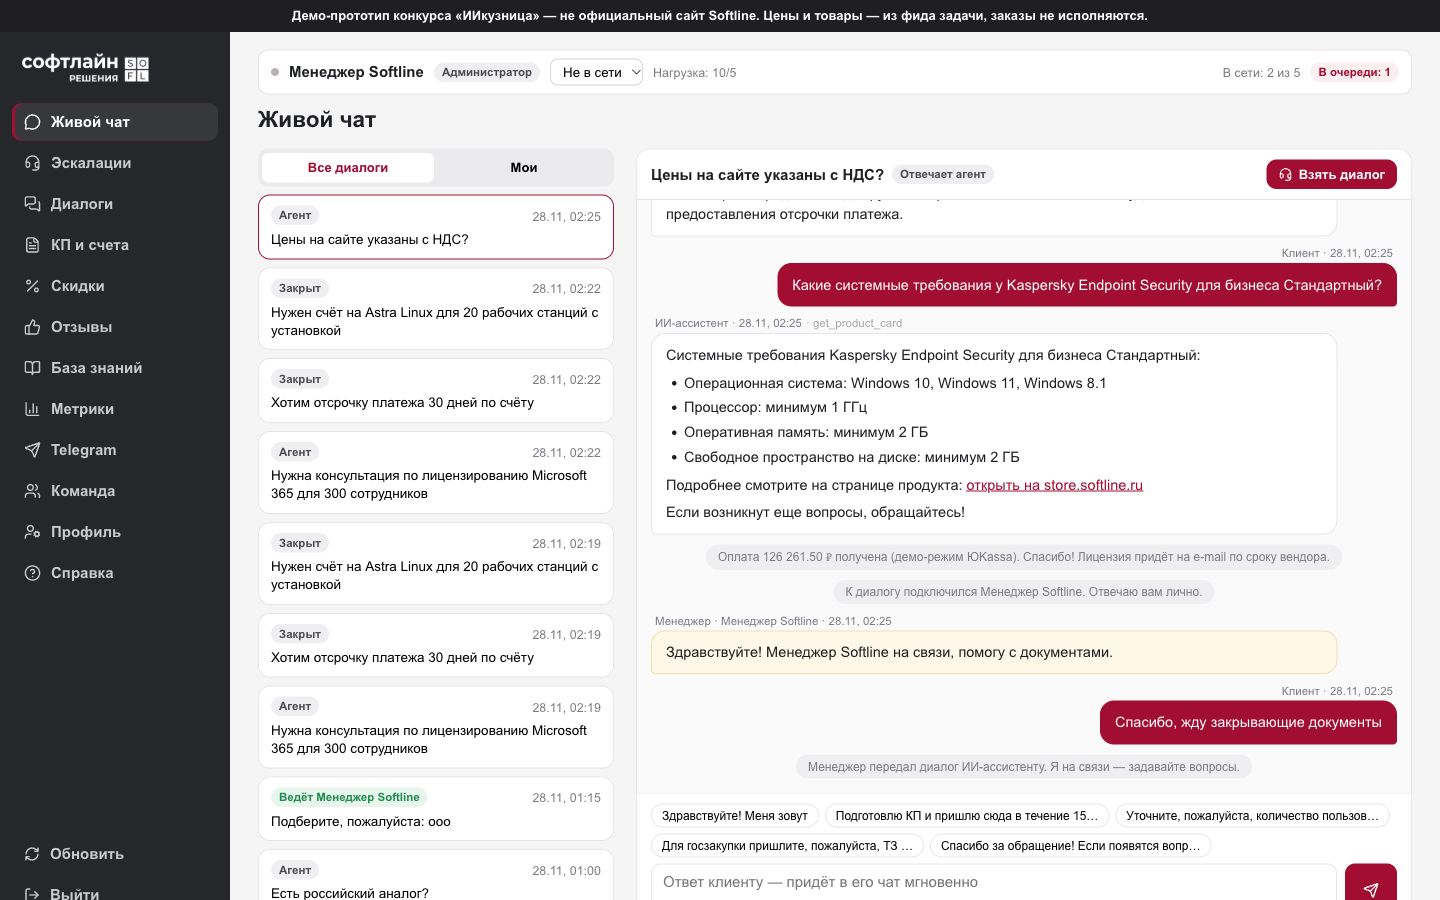 Демо-прототип конкурса «ИИкузница» — не официальный сайт Softline. Цены и товары — из фида задачи, заказы не исполняются.
софтлайн
РЕШЕНИЯ
SO
FL
Живой чат
Эскалации
Диалоги
КП и счета
Скидки
Отзывы
База знаний
Метрики
Telegram
Команда
Профиль
Справка
Обновить
Выйти
Менеджер Softline
Администратор
Не в сети
Нагрузка: 10/5
В сети: 2 из 5
В очереди: 1
Живой чат
Все диалоги
Мои
Агент
28.11, 02:25
Цены на сайте указаны с НДС?
Закрыт
28.11, 02:22
Нужен счёт на Astra Linux для 20 рабочих станций с
установкой
Закрыт
28.11, 02:22
Хотим отсрочку платежа 30 дней по счёту
Агент
28.11, 02:22
Нужна консультация по лицензированию Microsoft
365 для 300 сотрудников
Закрыт
28.11, 02:19
Нужен счёт на Astra Linux для 20 рабочих станций с
установкой
Закрыт
28.11, 02:19
Хотим отсрочку платежа 30 дней по счёту
Агент
28.11, 02:19
Нужна консультация по лицензированию Microsoft
365 для 300 сотрудников
Ведёт Менеджер Softline
28.11, 01:15
Подберите, пожалуйста: ооо
Агент
28.11, 01:00
Есть российский аналог?
Цены на сайте указаны с НДС?
Отвечает агент
Взять диалог
предоставления отсрочки платежа.
Клиент · 28.11, 02:25
Какие системные требования у Kaspersky Endpoint Security для бизнеса Стандартный?
ИИ-ассистент · 28.11, 02:25 · get_product_card
Системные требования Kaspersky Endpoint Security для бизнеса Стандартный:
• Операционная система: Windows 10, Windows 11, Windows 8.1
• Процессор: минимум 1 ГГц
• Оперативная память: минимум 2 ГБ
• Свободное пространство на диске: минимум 2 ГБ
Подробнее смотрите на странице продукта: открыть на store.softline.ru
Если возникнут еще вопросы, обращайтесь!
Оплата 126 261.50 ₽ получена (демо-режим ЮKassa). Спасибо! Лицензия придёт на e-mail по сроку вендора.
К диалогу подключился Менеджер Softline. Отвечаю вам лично.
Менеджер · Менеджер Softline · 28.11, 02:25
Здравствуйте! Менеджер Softline на связи, помогу с документами.
Клиент · 28.11, 02:25
Спасибо, жду закрывающие документы
Менеджер передал диалог ИИ-ассистенту. Я на связи — задавайте вопросы.
Здравствуйте! Меня зовут
Подготовлю КП и пришлю сюда в течение 15…
Уточните, пожалуйста, количество пользов…
Для госзакупки пришлите, пожалуйста, ТЗ …
Спасибо за обращение! Если появятся вопр…
Ответ клиенту — придёт в его чат мгновенно